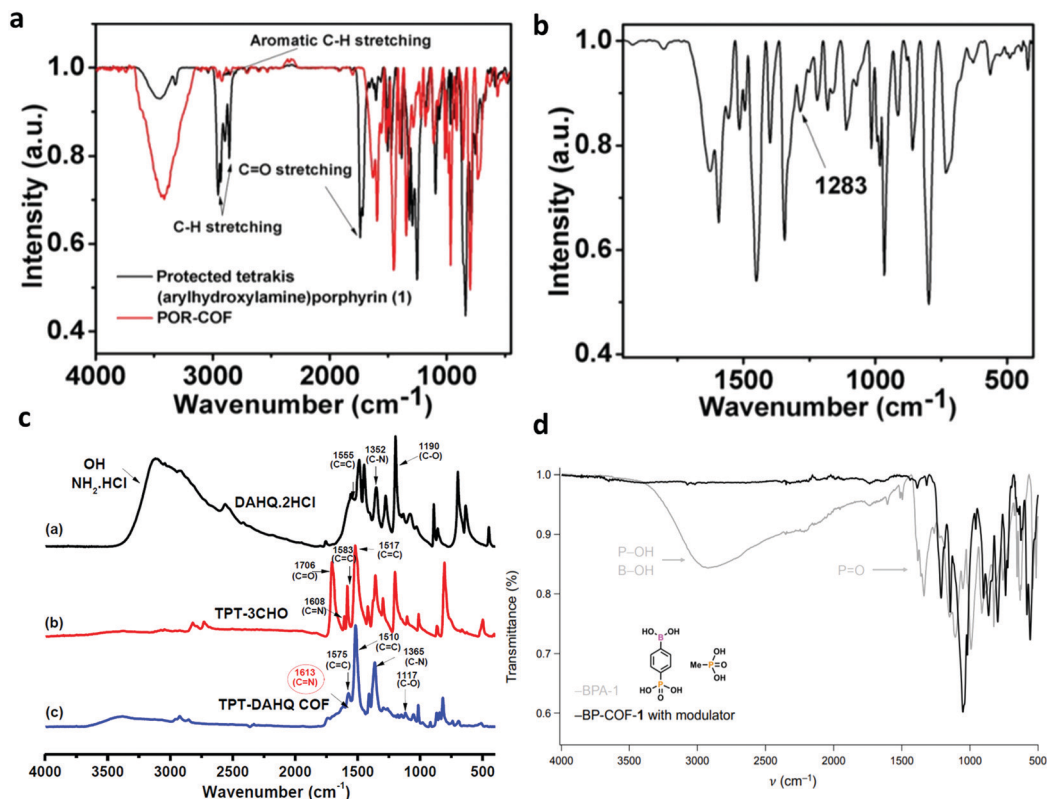 a
Aromatic C-H stretching
1.0
0.8
0.6
0.4
Intensity (a.u.)
C=O stretching
C-H stretching
Protected tetrakis
(arylhydroxylamine)porphyrin (1)
POR-COF
4000 3000 2000 1000
Wavenumber (cm⁻¹)
b
1.0
0.8
0.6
0.4
Intensity (a.u.)
1283
1500 1000 500
Wavenumber (cm⁻¹)
c
OH
NH₂.HCl
DAHQ.2HCl
1555
(C=C)
1352
(C-N)
1190
(C-O)
(a)
1706
(C=O)
1583
(C=C)
1517
(C=C)
1608
(C=N)
TPT-3CHO
(b)
1613
(C=N)
1575
(C=C)
1510
(C=C)
1365
(C-N)
1117
(C-O)
TPT-DAHQ COF
(c)
4000 3500 3000 2500 2000 1500 1000 500
Wavenumber (cm⁻¹)
d
1.0
0.9
0.8
0.7
0.6
Transmittance (%)
P–OH
B–OH
P=O
HO B OH
Me P OH
O
OH
HO P OH
O
–BPA-1
–BP-COF-1 with modulator
4000 3500 3000 2500 2000 1500 1000 500
ν (cm⁻¹)